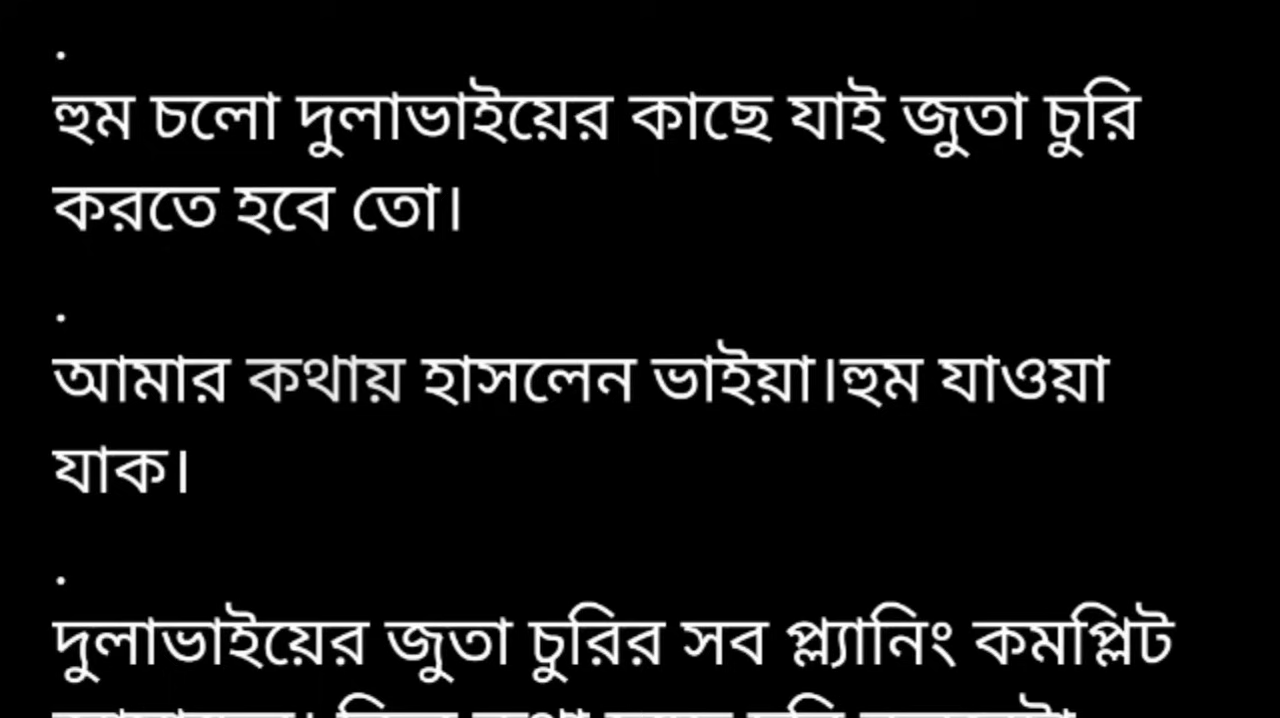 .
হুম চলো দুলাভাইয়ের কাছে যাই জুতা চুরি
করতে হবে তো।
.
আমার কথায় হাসলেন ভাইয়া।হুম যাওয়া
যাক।
.
দুলাভাইয়ের জুতা চুরির সব প্ল্যানিং কমপ্লিট